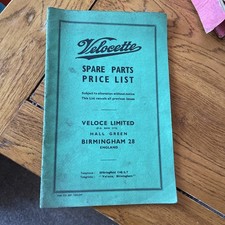 Velocette
SPARE PARTS
PRICE LIST
Subject to alteration without notice
This List cancels all previous issues
VELOCE LIMITED
HALL GREEN
BIRMINGHAM 28
ENGLAND